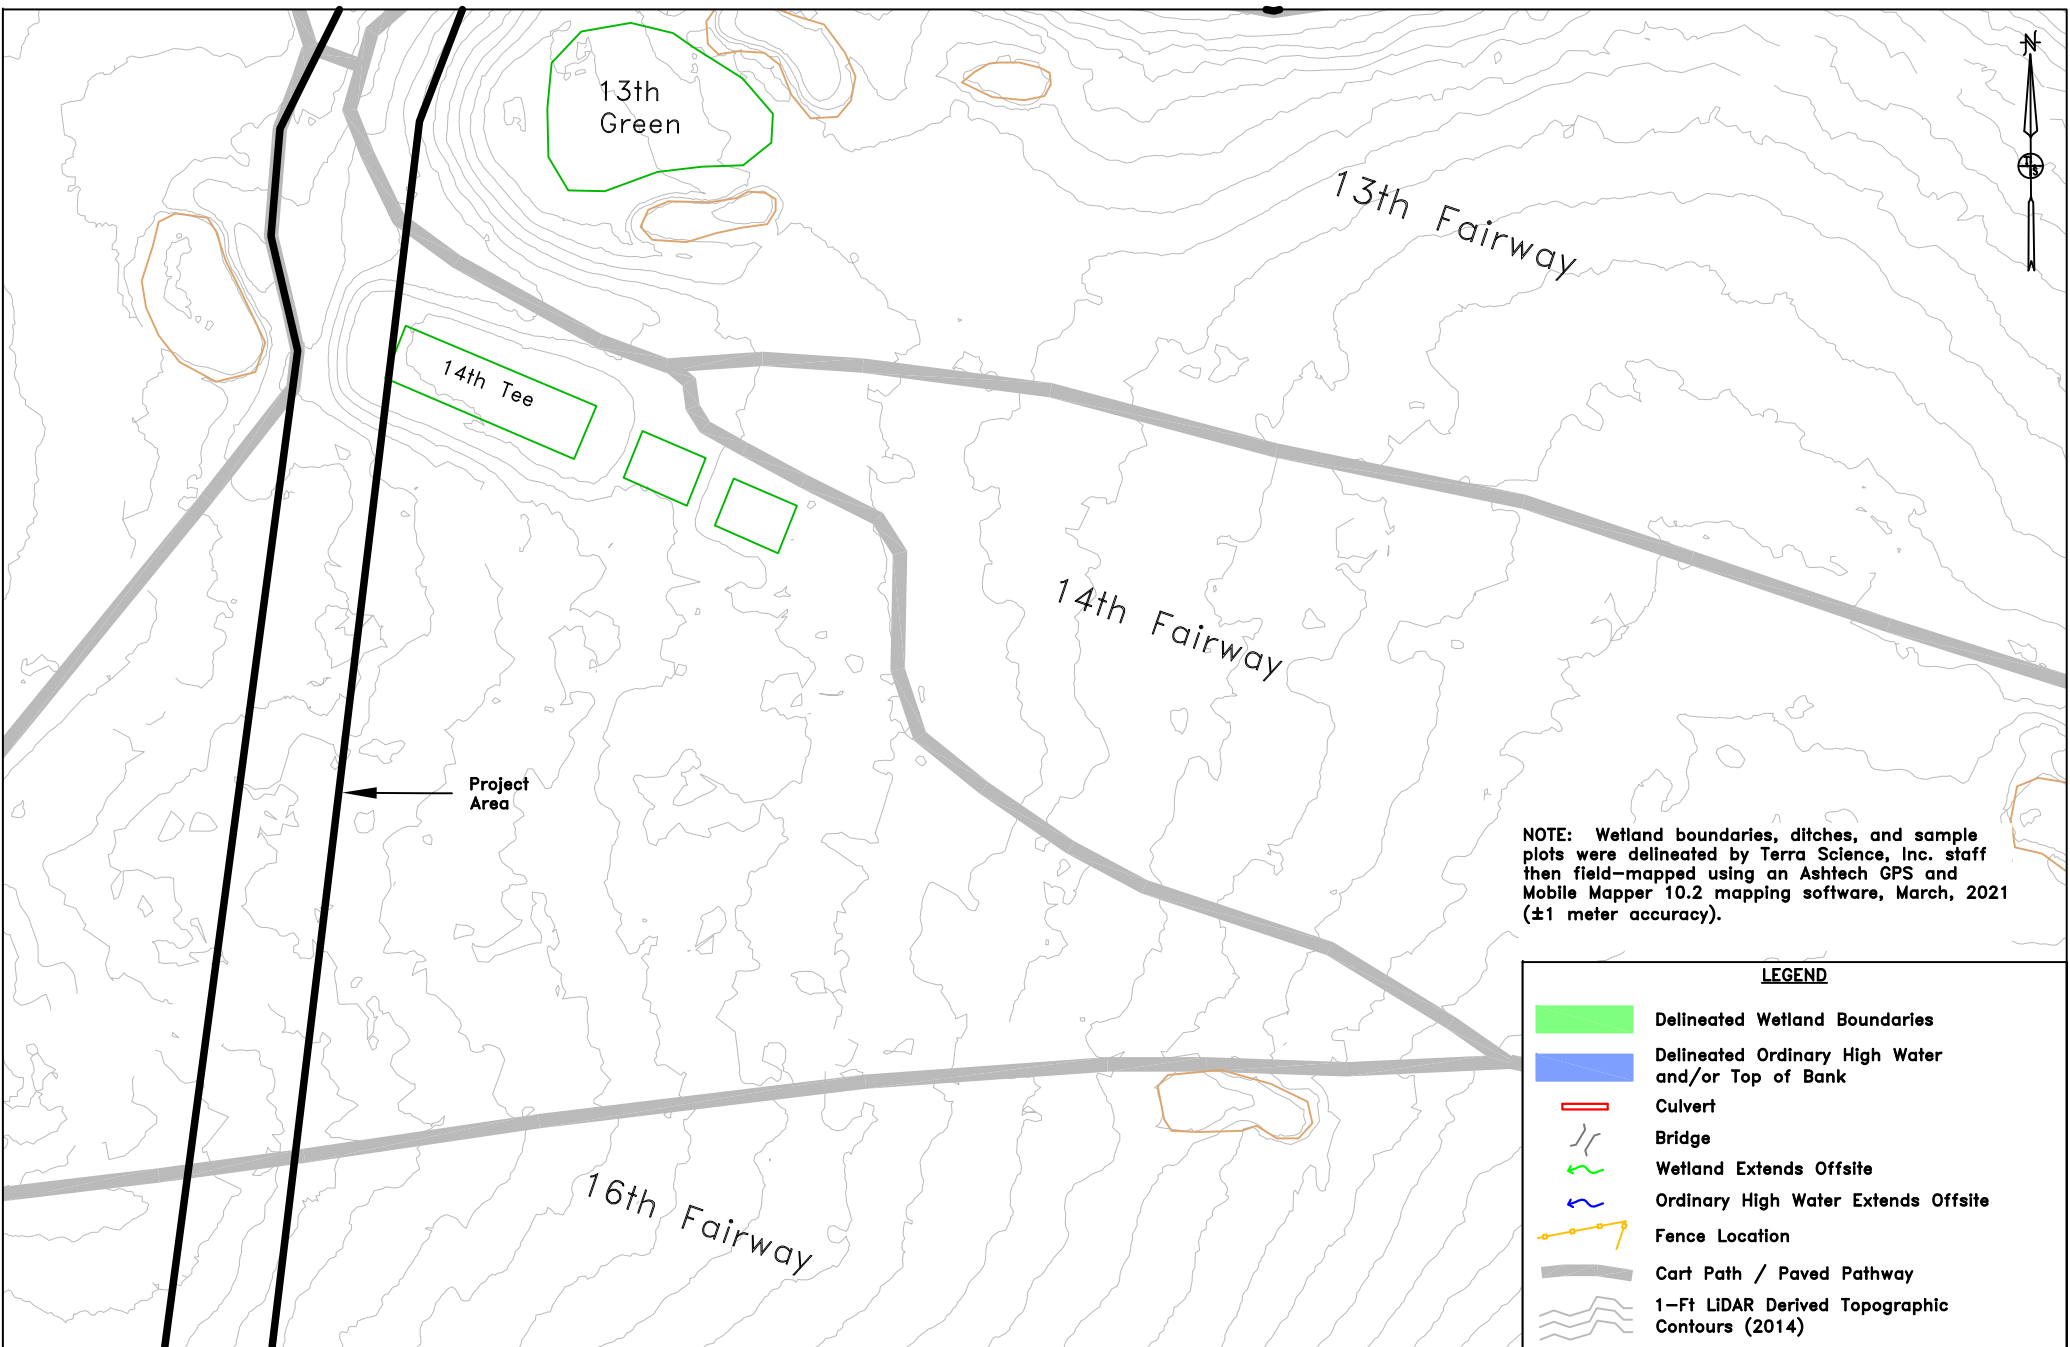 N
T
S
13th
Green
13th Fairway
14th Tee
14th Fairway
Project
Area
16th Fairway
NOTE: Wetland boundaries, ditches, and sample
plots were delineated by Terra Science, Inc. staff
then field-mapped using an Ashtech GPS and
Mobile Mapper 10.2 mapping software, March, 2021
(±1 meter accuracy).
LEGEND
Delineated Wetland Boundaries
Delineated Ordinary High Water
and/or Top of Bank
Culvert
Bridge
Wetland Extends Offsite
Ordinary High Water Extends Offsite
Fence Location
Cart Path / Paved Pathway
1-Ft LiDAR Derived Topographic
Contours (2014)